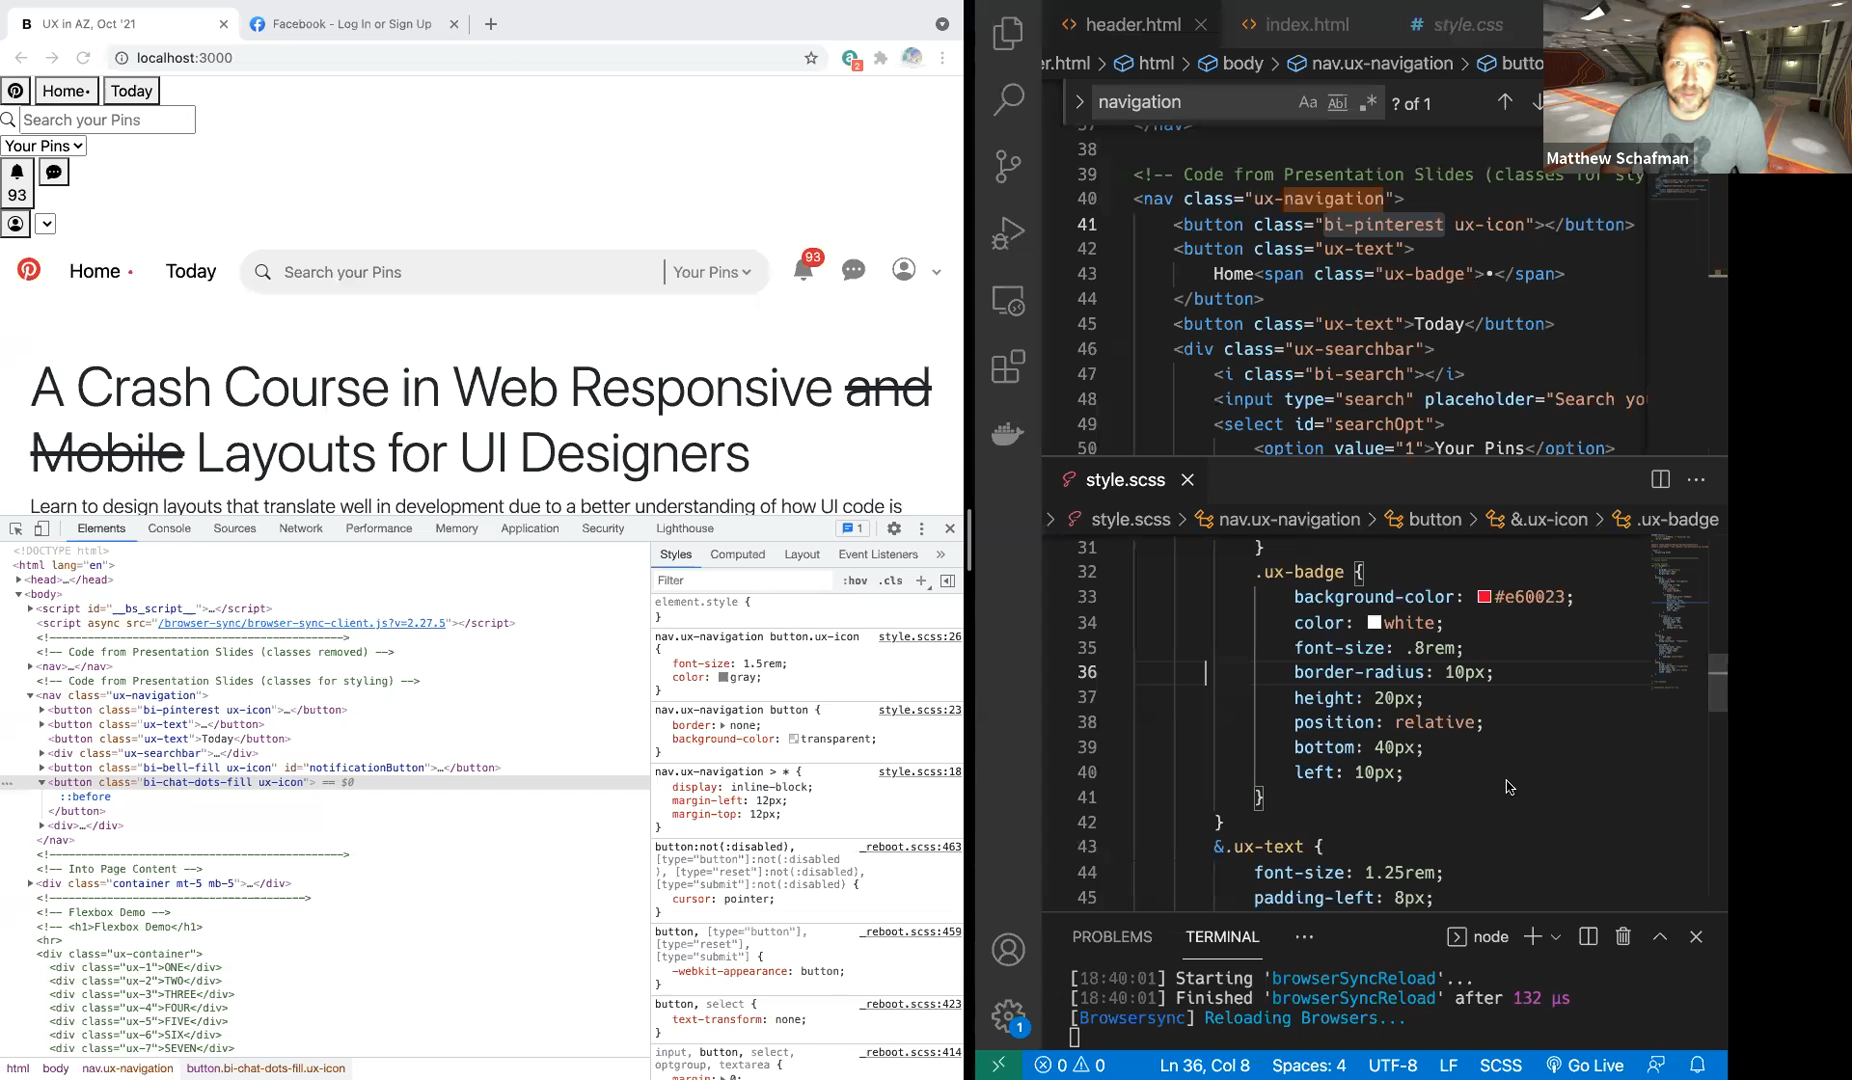 UX in AZ, Oct '21
Facebook - Log In or Sign Up
localhost:3000
2
Home•
Today
Search your Pins
Your Pins
93
Home •
Today
Search your Pins
Your Pins
93
A Crash Course in Web Responsive and
Mobile Layouts for UI Designers
Learn to design layouts that translate well in development due to a better understanding of how UI code is
Elements
Console
Sources
Network
Performance
Memory
Application
Security
Lighthouse
1
<!DOCTYPE html>
<html lang="en">
<head>…</head>
<body>
<script id="__bs_script__">…</script>
<script async src="/browser-sync/browser-sync-client.js?v=2.27.5"></script>
<!-- Code from Presentation Slides (classes removed) -->
<nav>…</nav>
<!-- Code from Presentation Slides (classes for styling) -->
<nav class="ux-navigation">
<button class="bi-pinterest ux-icon">…</button>
<button class="ux-text">…</button>
<button class="ux-text">Today</button>
<div class="ux-searchbar">…</div>
<button class="bi-bell-fill ux-icon" id="notificationButton">…</button>
<button class="bi-chat-dots-fill ux-icon"> == $0
::before
</button>
<div>…</div>
</nav>
<!-- Into Page Content -->
<div class="container mt-5 mb-5">…</div>
<!-- Flexbox Demo -->
<!-- <h1>Flexbox Demo</h1>
<hr>
<div class="ux-container">
<div class="ux-1">ONE</div>
<div class="ux-2">TWO</div>
<div class="ux-3">THREE</div>
<div class="ux-4">FOUR</div>
<div class="ux-5">FIVE</div>
<div class="ux-6">SIX</div>
<div class="ux-7">SEVEN</div>
html body nav.ux-navigation button.bi-chat-dots-fill.ux-icon
Styles
Computed
Layout
Event Listeners
Filter
:hov .cls
element.style {
}
nav.ux-navigation button.ux-icon style.scss:26
{
font-size: 1.5rem;
color: gray;
}
nav.ux-navigation button { style.scss:23
border: none;
background-color: transparent;
}
nav.ux-navigation > * { style.scss:18
display: inline-block;
margin-left: 12px;
margin-top: 12px;
}
button:not(:disabled), _reboot.scss:463
[type="button"]:not(:disabled
), [type="reset"]:not(:disabled),
[type="submit"]:not(:disabled) {
cursor: pointer;
}
button, [type="button"], _reboot.scss:459
[type="reset"],
[type="submit"] {
-webkit-appearance: button;
}
button, select { _reboot.scss:423
text-transform: none;
}
input, button, select, _reboot.scss:414
optgroup, textarea {
margin: 0;
header.html
index.html
style.css
er.html > html > body > nav.ux-navigation > butto
navigation
Aa Abl .*
? of 1
37 </nav>
38
39 <!-- Code from Presentation Slides (classes for sty
40 <nav class="ux-navigation">
41 <button class="bi-pinterest ux-icon"></button>
42 <button class="ux-text">
43 Home<span class="ux-badge">•</span>
44 </button>
45 <button class="ux-text">Today</button>
46 <div class="ux-searchbar">
47 <i class="bi-search"></i>
48 <input type="search" placeholder="Search yo
49 <select id="searchOpt">
50 <option value="1">Your Pins</option>
Matthew Schafman
style.scss
style.scss > nav.ux-navigation > button > &.ux-icon > .ux-badge
31 }
32 .ux-badge {
33 background-color: #e60023;
34 color: white;
35 font-size: .8rem;
36 border-radius: 10px;
37 height: 20px;
38 position: relative;
39 bottom: 40px;
40 left: 10px;
41 }
42 }
43 &.ux-text {
44 font-size: 1.25rem;
45 padding-left: 8px;
PROBLEMS
TERMINAL
node
[18:40:01] Starting 'browserSyncReload'...
[18:40:01] Finished 'browserSyncReload' after 132 µs
[Browsersync] Reloading Browsers...
1
0 0
Ln 36, Col 8
Spaces: 4
UTF-8
LF
SCSS
Go Live